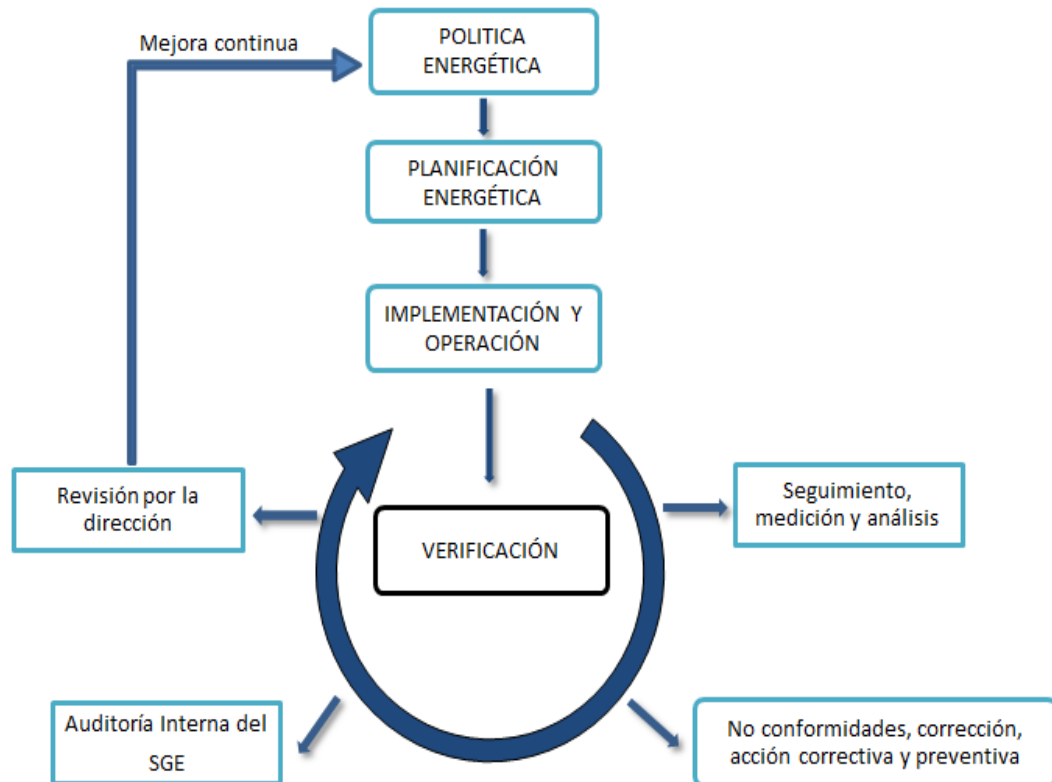 Mejora continua
POLITICA
ENERGÉTICA
PLANIFICACIÓN
ENERGÉTICA
IMPLEMENTACIÓN Y
OPERACIÓN
Revisión por la
dirección
VERIFICACIÓN
Seguimiento,
medición y análisis
Auditoría Interna del
SGE
No conformidades, corrección,
acción correctiva y preventiva